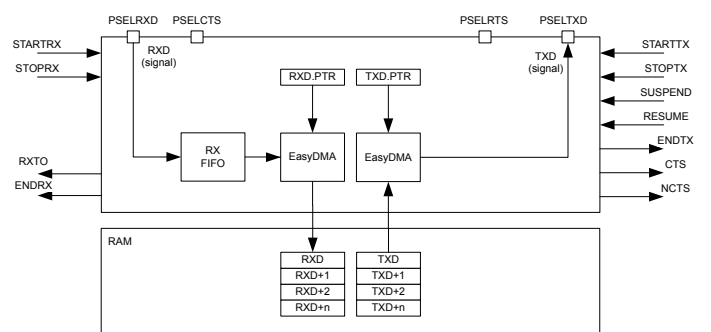 PSELRXD PSELCTS PSELRTS PSELTXD
STARTRX
STOPRX
RXD
(signal)
RXD.PTR
TXD.PTR
TXD
(signal)
STARTTX
STOPTX
SUSPEND
RESUME
RX
FIFO
EasyDMA
EasyDMA
RXTO
ENDRX
ENDTX
CTS
NCTS
RAM
RXD
RXD+1
RXD+2
RXD+n
TXD
TXD+1
TXD+2
TXD+n